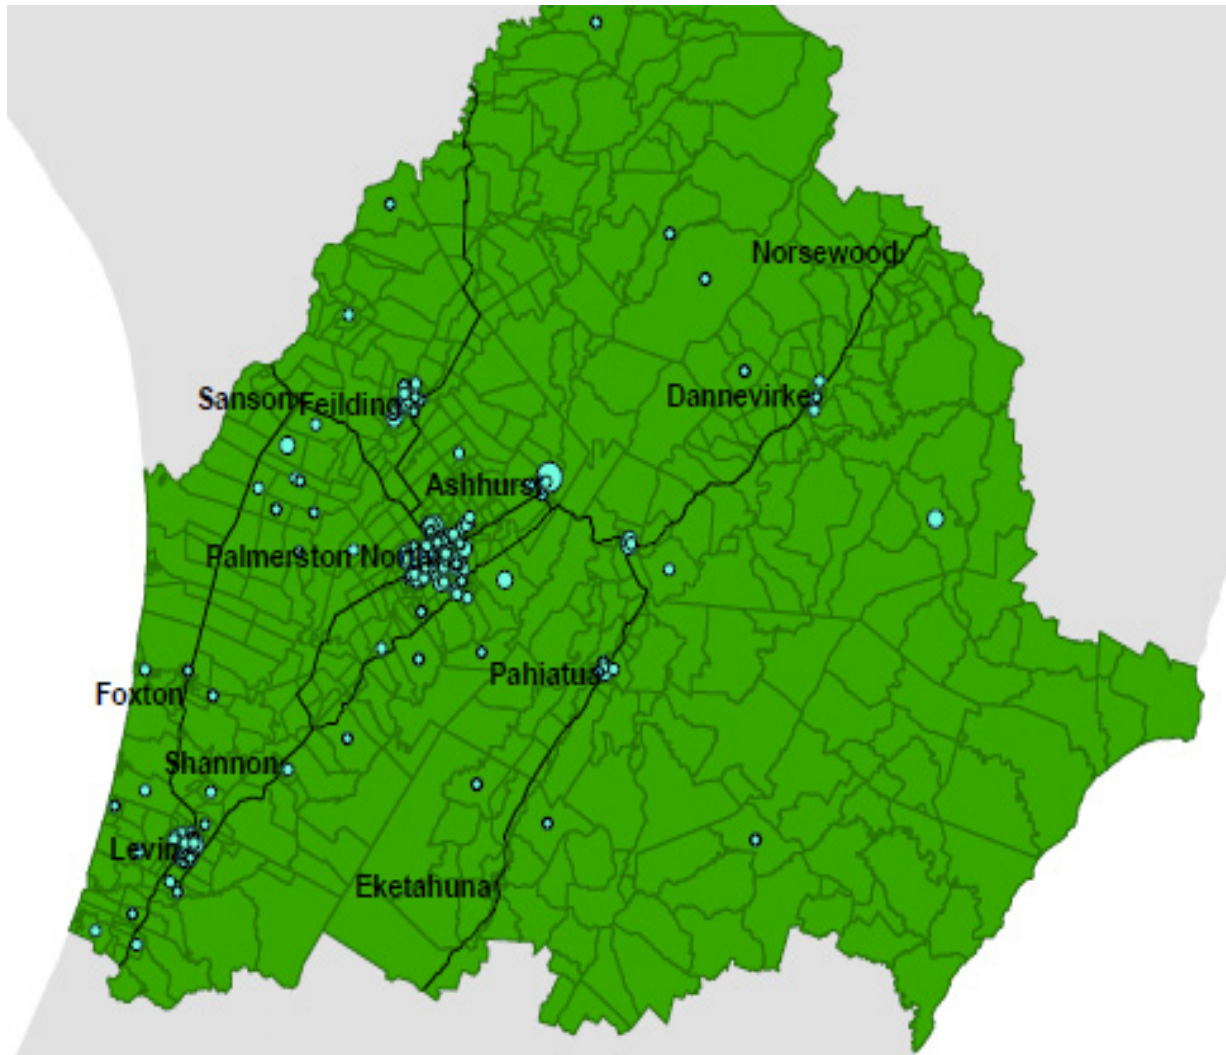 Norsewood
Sanson
Feilding
Dannevirke
Ashhurst
Palmerston North
Pahiatua
Foxton
Shannon
Levin
Eketahuna